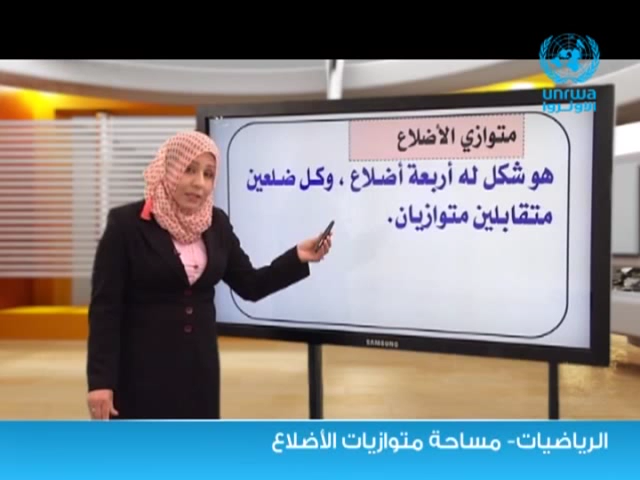 unrwa
الأونروا
متوازي الأضلاع
هو شكل له أربعة أضلاع ، وكل ضلعين
متقابلين متوازيان.
SAMSUNG
الرياضيات- مساحة متوازيات الأضلاع